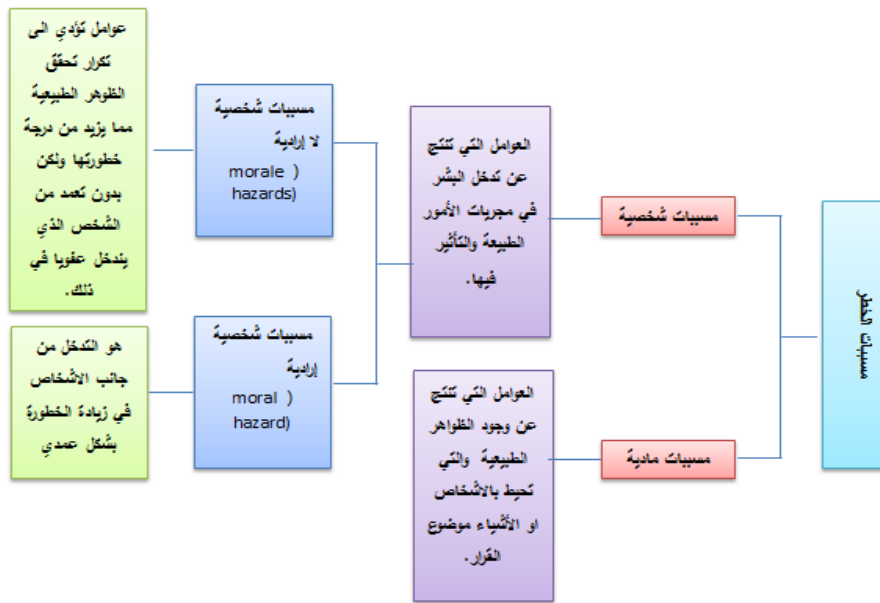 مسببات الخطر
مسببات شخصية
العوامل التي تنتج
عن تدخل البشر
في مجريات الأمور
الطبيعة والتأثير
فيها.
مسببات شخصية
لا إرادية
morale )
hazards)
عوامل تؤدي الى
تكرار تحقق
الظوهر الطبيعية
مما يزيد من درجة
خطورتها ولكن
بدون تعمد من
الشخص الذي
يتدخل عفويا في
ذلك.
مسببات شخصية
إرادية
moral )
hazard)
هو التدخل من
جانب الاشخاص
في زيادة الخطورة
بشكل عمدي
مسببات مادية
العوامل التي تنتج
عن وجود الظواهر
الطبيعية والتي
تحيط بالاشخاص
او الأشياء موضوع
القرار.